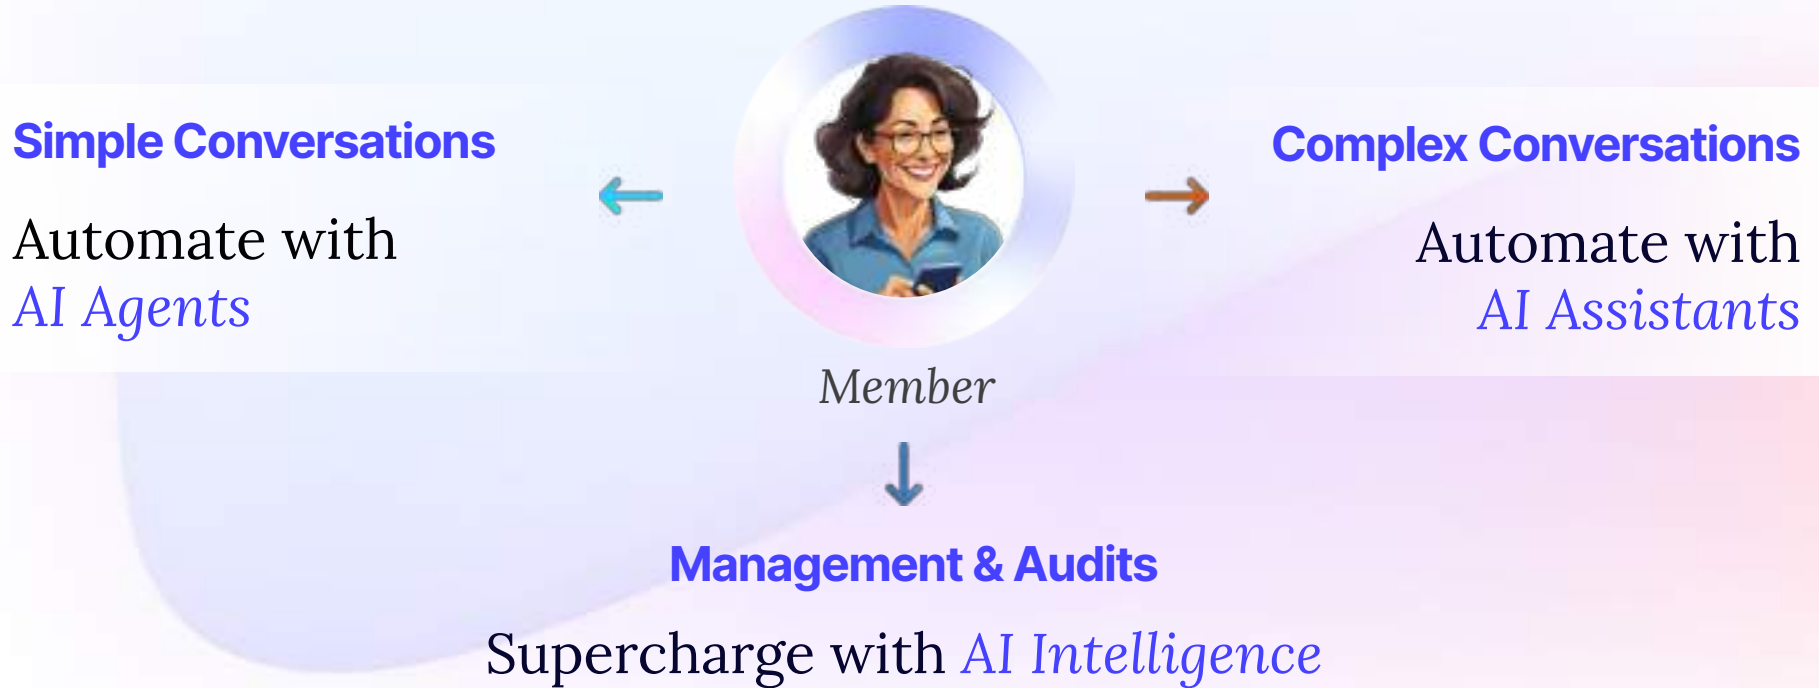 Simple Conversations
Automate with
AI Agents
Complex Conversations
Automate with
AI Assistants
Member
Management & Audits
Supercharge with AI Intelligence